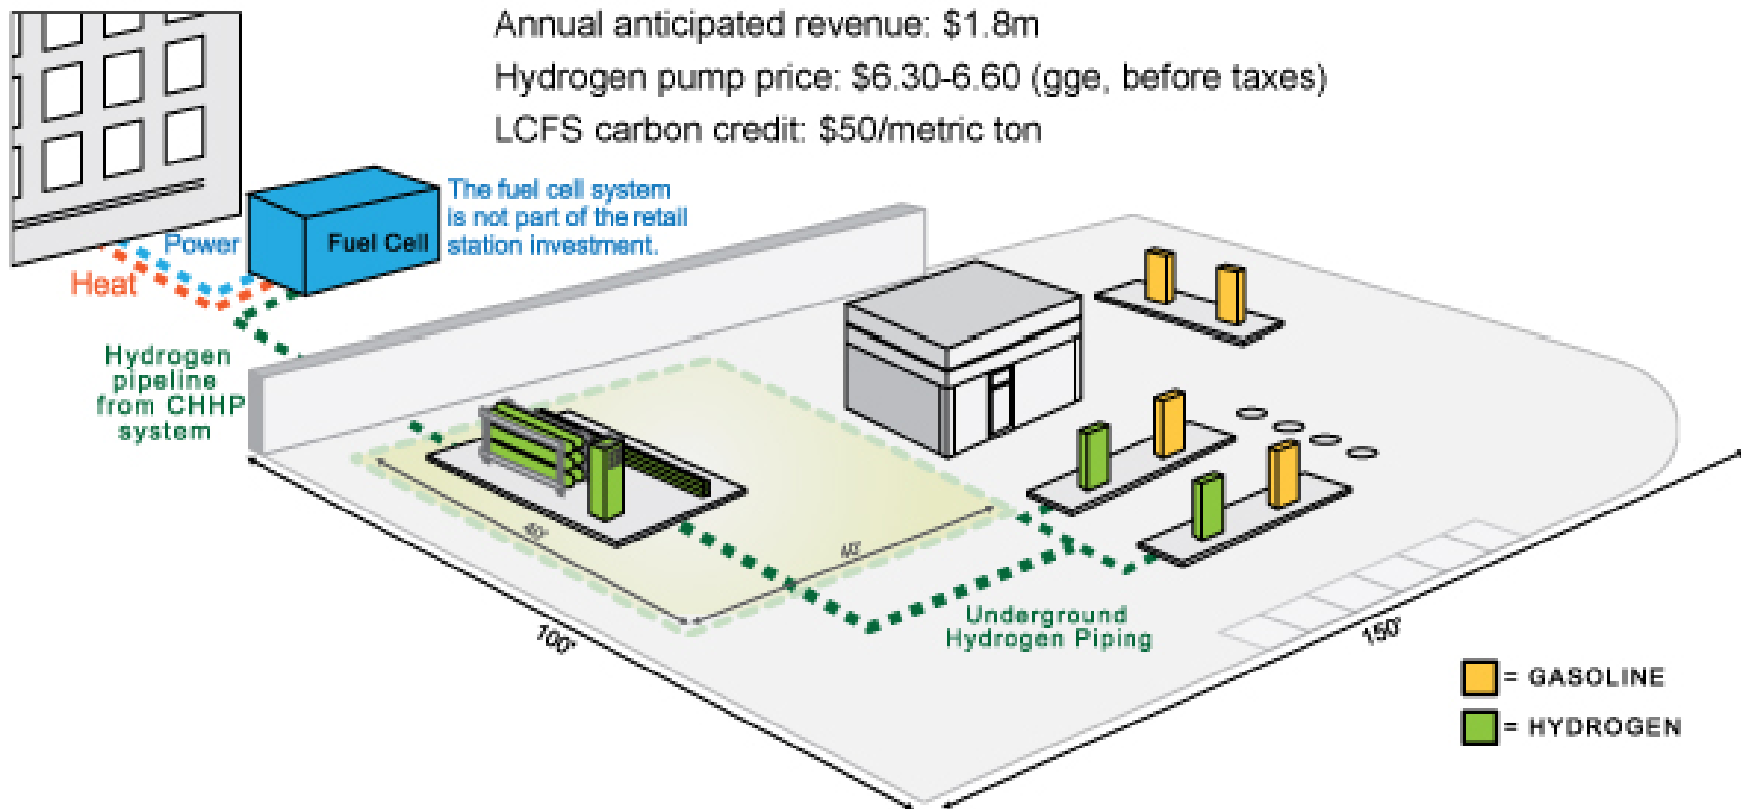 Annual anticipated revenue: $1.8m
Hydrogen pump price: $6.30-6.60 (gge, before taxes)
LCFS carbon credit: $50/metric ton
The fuel cell system
is not part of the retail
station investment.
Power
Fuel Cell
Heat
Hydrogen
pipeline
from CHHP
system
40'
60'
Underground
Hydrogen Piping
100'
150'
= GASOLINE
= HYDROGEN